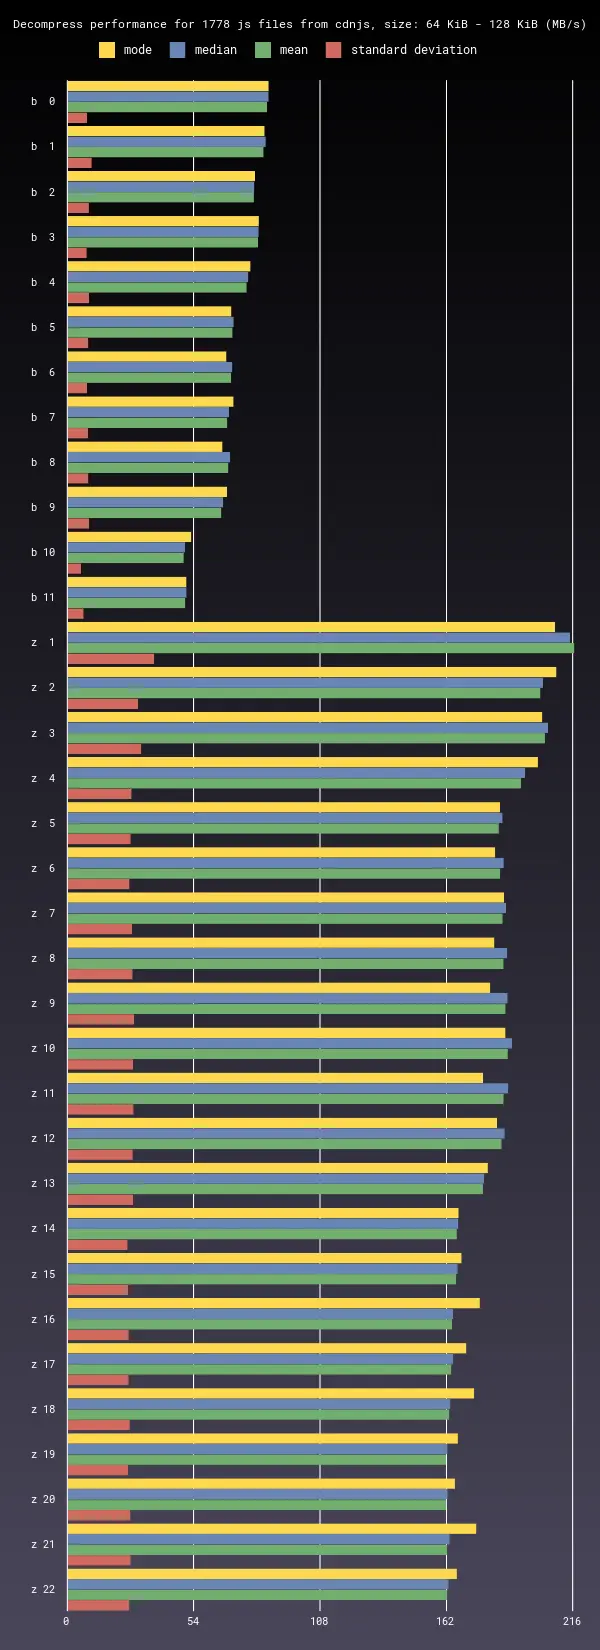 Decompress performance for 1778 js files from cdnjs, size: 64 KiB - 128 KiB (MB/s)
mode median mean standard deviation
b 0
b 1
b 2
b 3
b 4
b 5
b 6
b 7
b 8
b 9
b 10
b 11
z 1
z 2
z 3
z 4
z 5
z 6
z 7
z 8
z 9
z 10
z 11
z 12
z 13
z 14
z 15
z 16
z 17
z 18
z 19
z 20
z 21
z 22
0 54 108 162 216